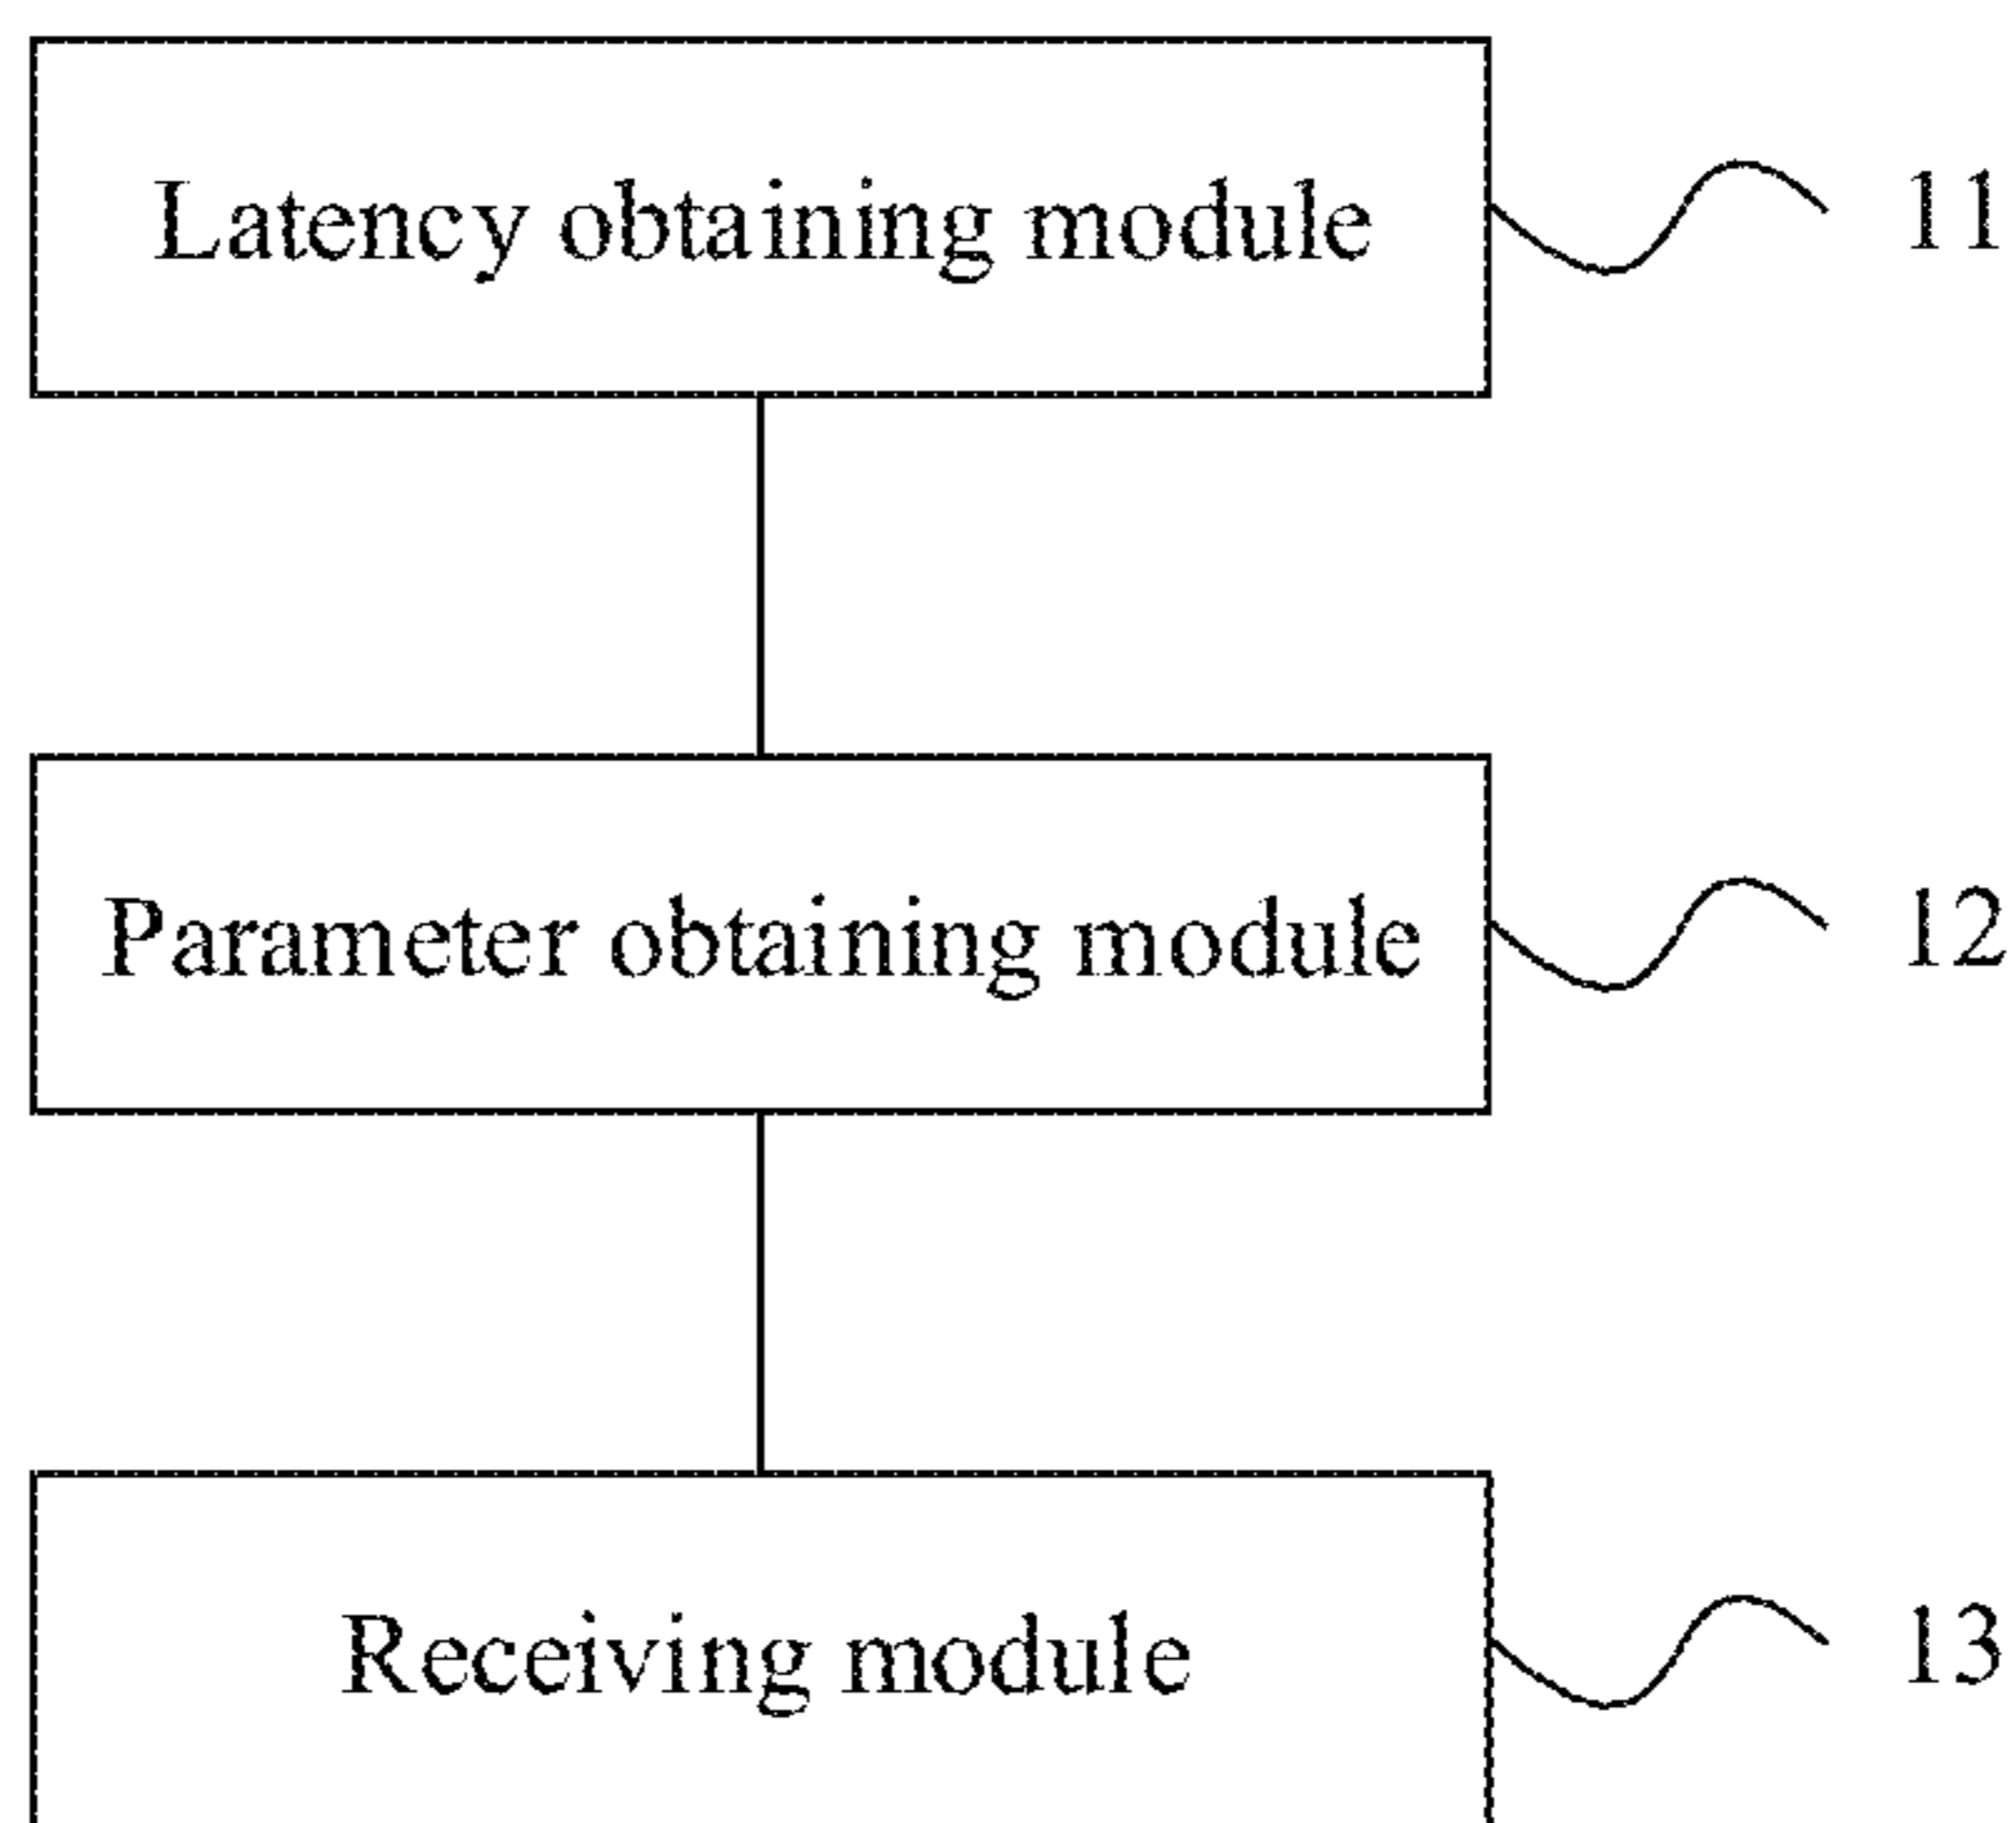 Latency obtaining module 11
Parameter obtaining module 12
Receiving module 13